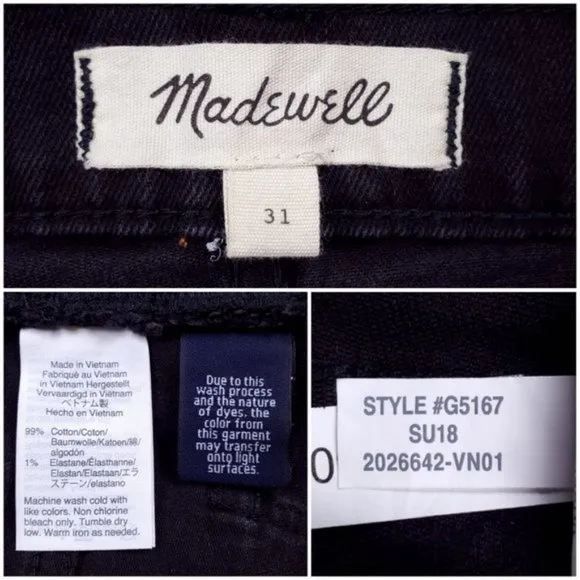 Madewell
31
Made in Vietnam
Fabriqué au Vietnam
in Vietnam Hergestellt
Vervaardigd in Viëtnam
ベトナム製
Hecho en Vietnam
99% Cotton/Coton/
Baumwolle/Katoen/綿/
algodón
1% Elastane/Élasthanne/
Elastan/Elastaan/エラ
ステーン/elastano
Machine wash cold with
like colors. Non chlorine
bleach only. Tumble dry
low. Warm iron as needed.
Due to this
wash process
and the nature
of dyes. the
color from
this garment
may transfer
onto light
surfaces.
STYLE #G5167
SU18
2026642-VN01
0